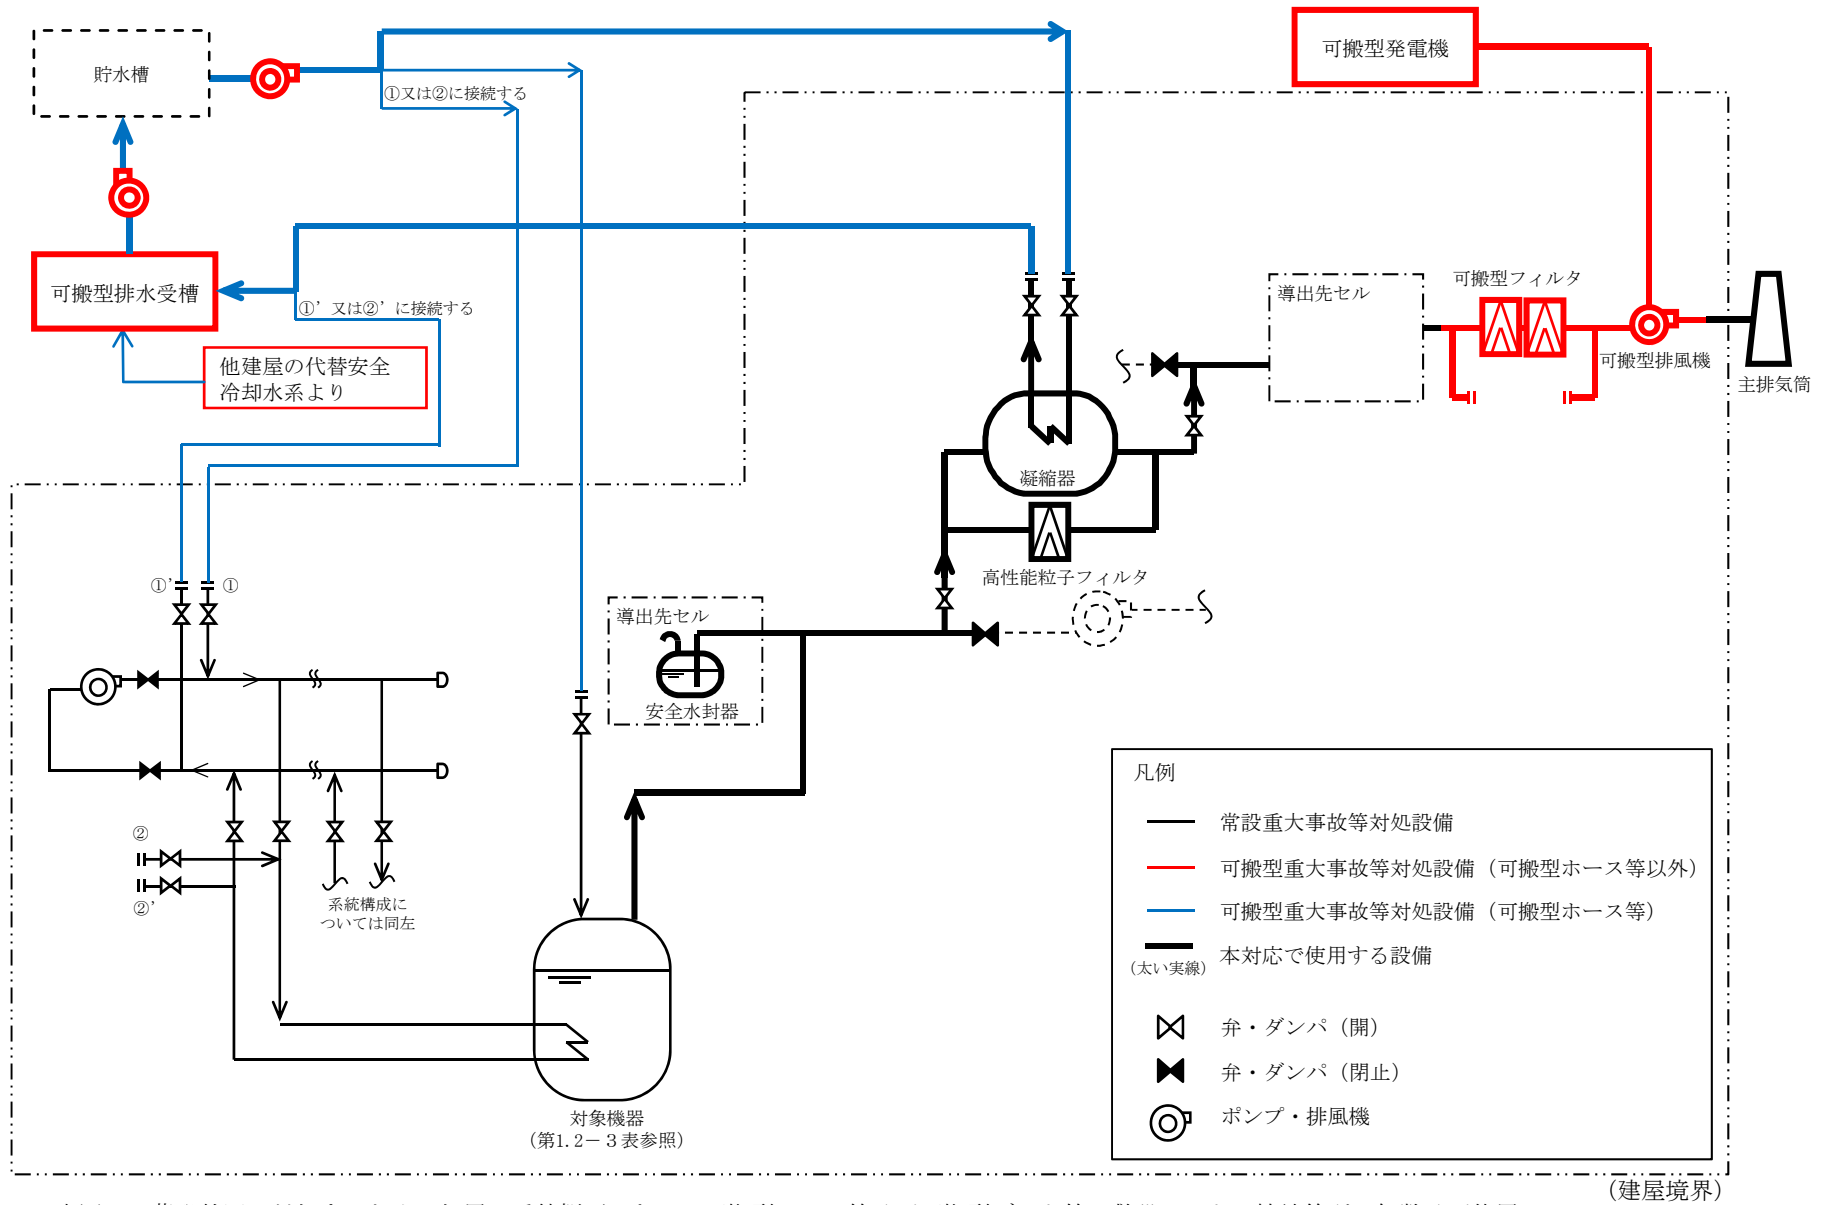 貯水槽
①又は②に接続する
可搬型発電機
可搬型排水受槽
①’又は②’に接続する
他建屋の代替安全
冷却水系より
導出先セル
可搬型フィルタ
可搬型排風機
主排気筒
凝縮器
高性能粒子フィルタ
①’
①
導出先セル
安全水封器
②
②’
系統構成に
ついては同左
対象機器
（第1.2－３表参照）
凡例
常設重大事故等対処設備
可搬型重大事故等対処設備（可搬型ホース等以外）
可搬型重大事故等対処設備（可搬型ホース等）
本対応で使用する設備
（太い実線）
弁・ダンパ（開）
弁・ダンパ（閉止）
ポンプ・排風機
（建屋境界）